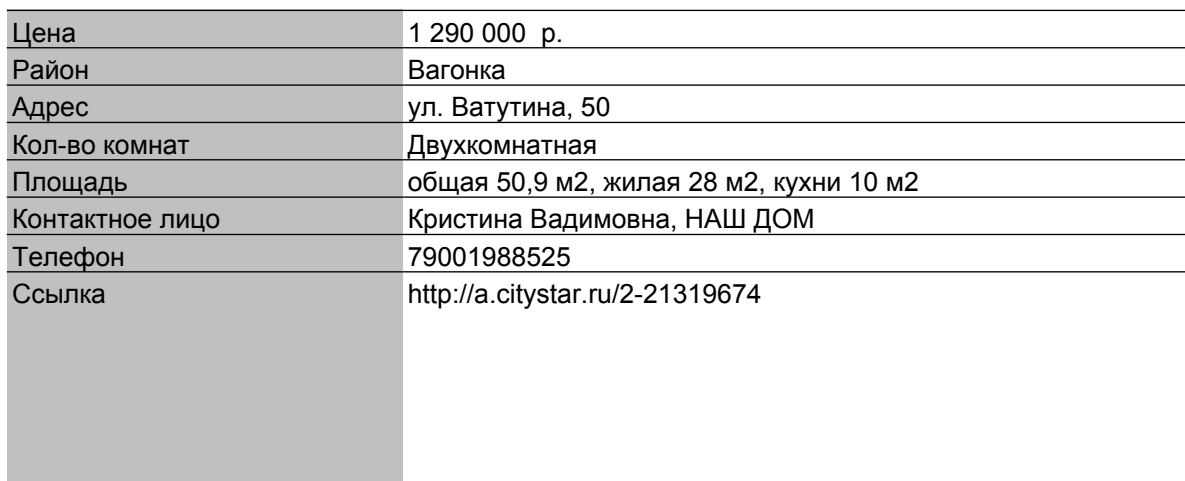 Цена 1 290 000 р.
Район Вагонка
Адрес ул. Ватутина, 50
Кол-во комнат Двухкомнатная
Площадь общая 50,9 м2, жилая 28 м2, кухни 10 м2
Контактное лицо Кристина Вадимовна, НАШ ДОМ
Телефон 79001988525
Ссылка http://a.citystar.ru/2-21319674